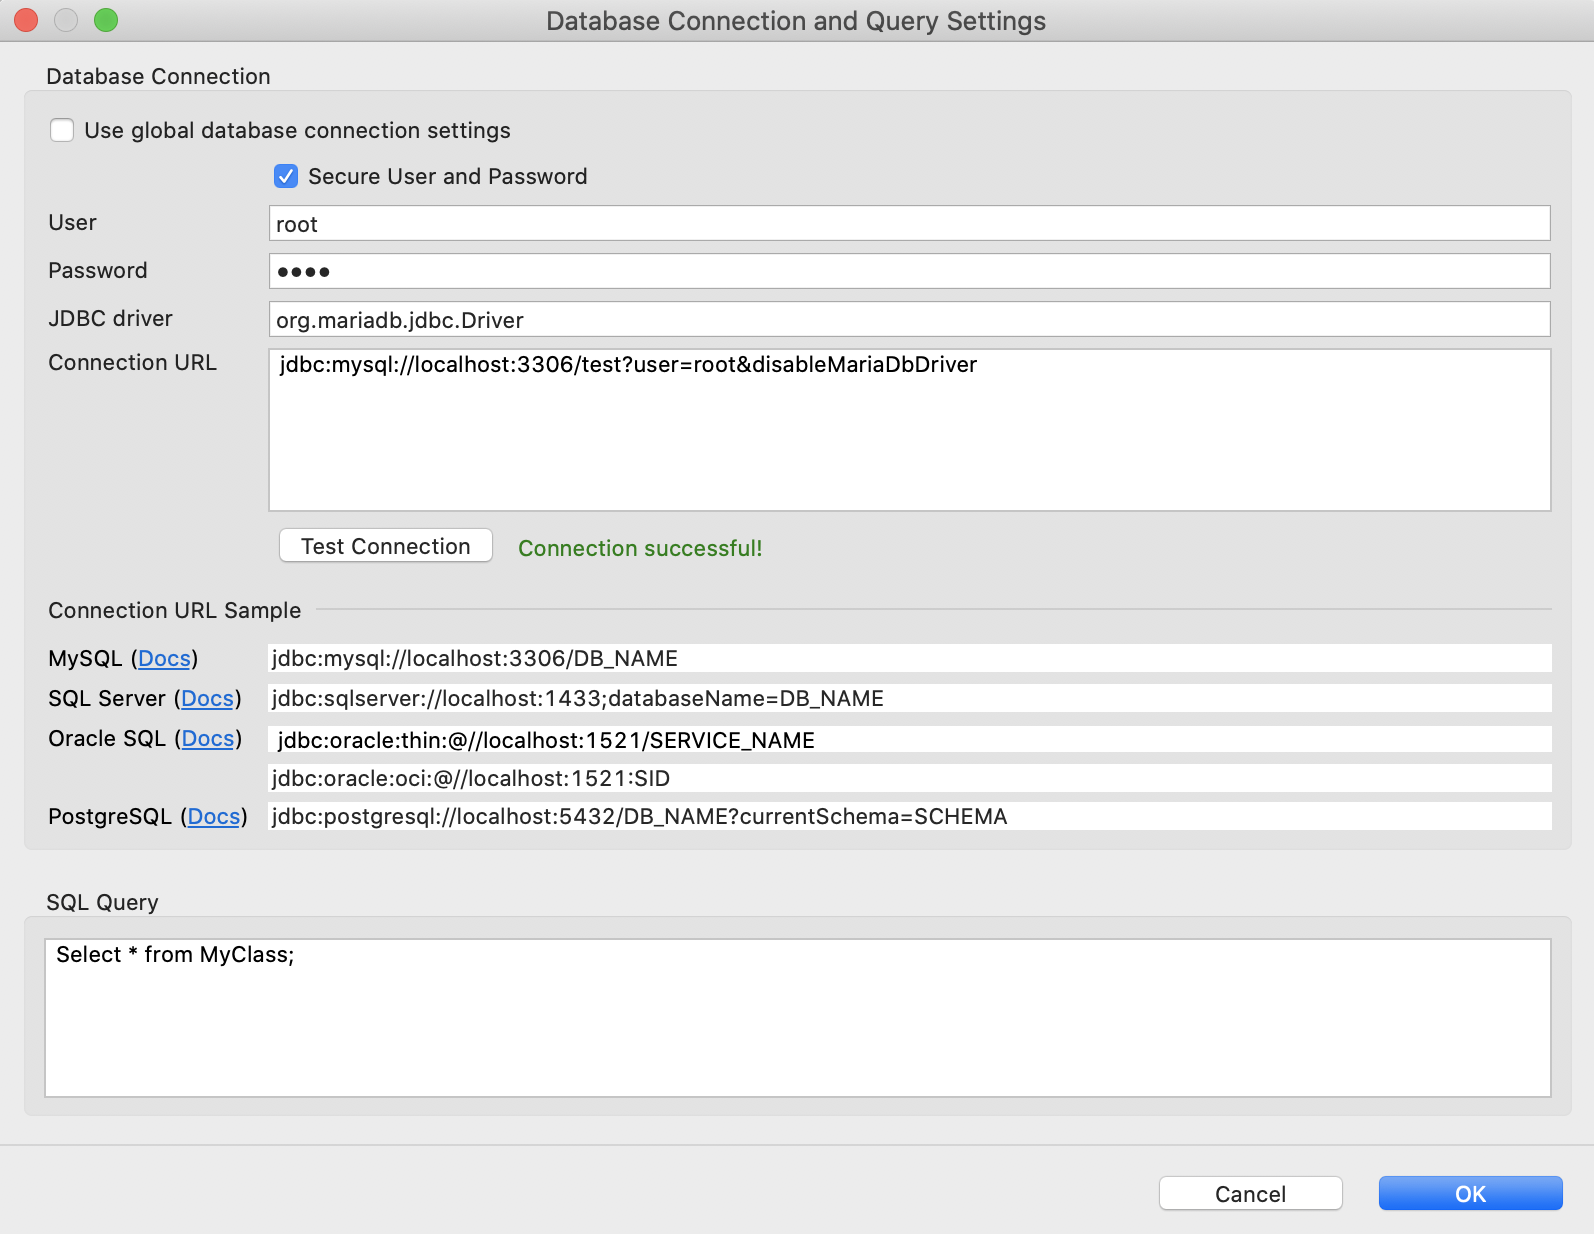 Database Connection and Query Settings
Database Connection
Use global database connection settings
Secure User and Password
User
root
Password
••••
JDBC driver
org.mariadb.jdbc.Driver
Connection URL
jdbc:mysql://localhost:3306/test?user=root&disableMariaDbDriver
Test Connection
Connection successful!
Connection URL Sample
MySQL (Docs)
jdbc:mysql://localhost:3306/DB_NAME
SQL Server (Docs)
jdbc:sqlserver://localhost:1433;databaseName=DB_NAME
Oracle SQL (Docs)
jdbc:oracle:thin:@//localhost:1521/SERVICE_NAME
jdbc:oracle:oci:@//localhost:1521:SID
PostgreSQL (Docs)
jdbc:postgresql://localhost:5432/DB_NAME?currentSchema=SCHEMA
SQL Query
Select * from MyClass;
Cancel
OK